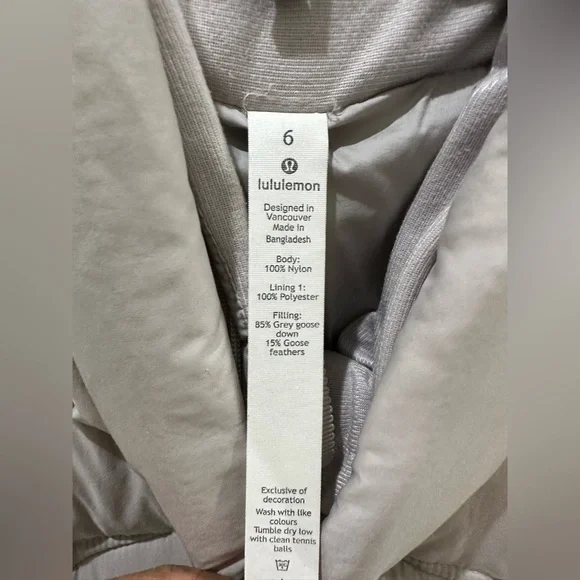 6
lululemon
Designed in
Vancouver
Made in
Bangladesh
Body:
100% Nylon
Lining 1:
100% Polyester
Filling:
85% Grey goose
down
15% Goose
feathers
Exclusive of
decoration
Wash with like
colours
Tumble dry low
with clean tennis
balls